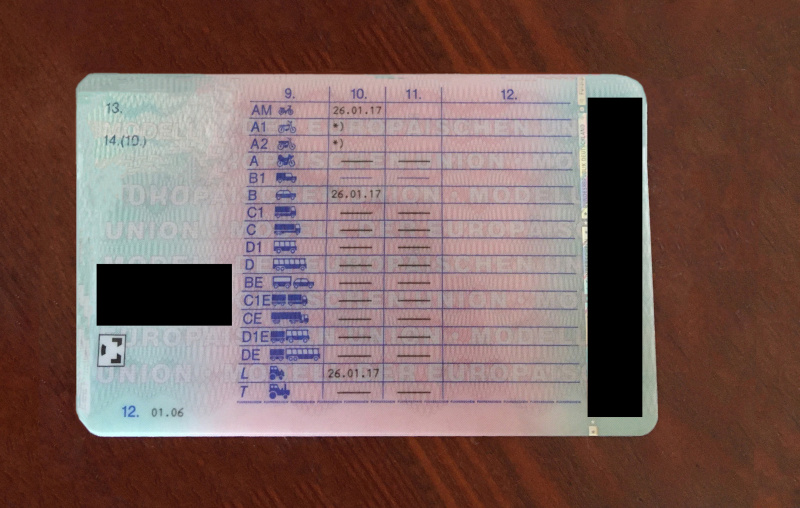 9. 10. 11. 12.
13.
14.(10.)
AM 26.01.17
A1 *)
A2 *)
A
B1
B 26.01.17
C1
C
D1
D
BE
C1E
CE
D1E
DE
L 26.01.17
T
12. 01.06